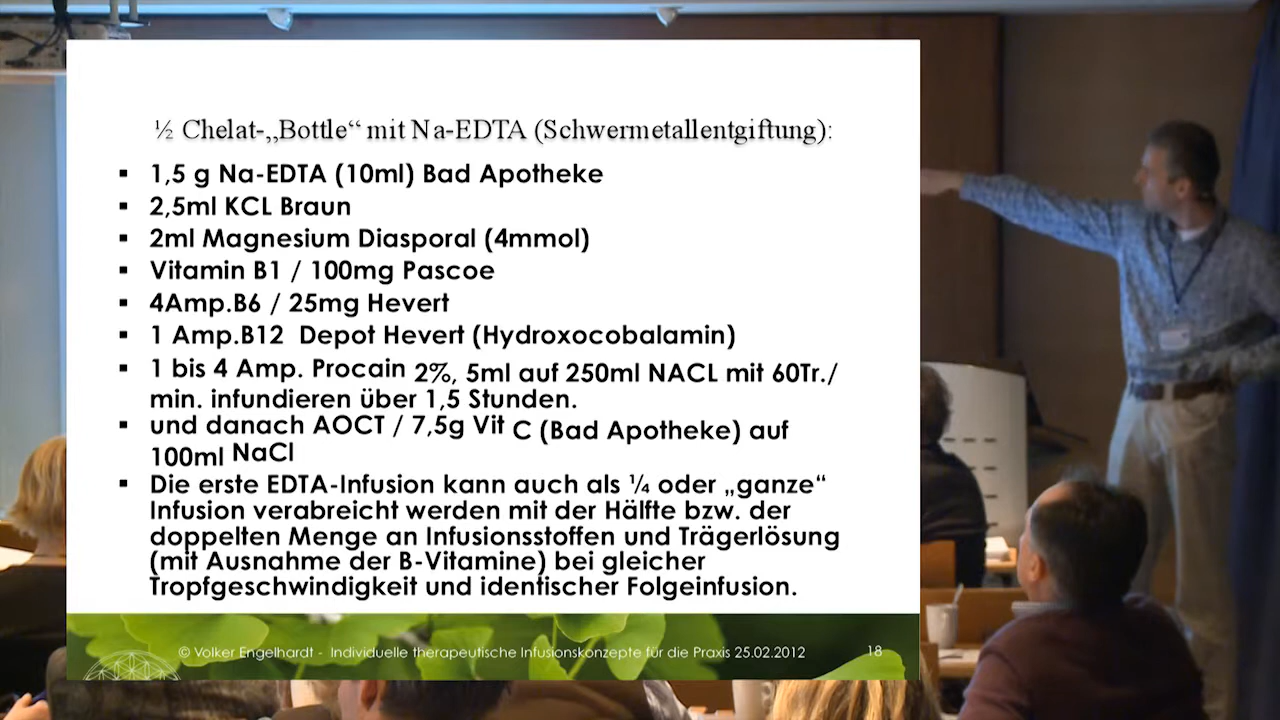 ½ Chelat-„Bottle“ mit Na-EDTA (Schwermetallentgiftung):
▪ 1,5 g Na-EDTA (10ml) Bad Apotheke
▪ 2,5ml KCL Braun
▪ 2ml Magnesium Diasporal (4mmol)
▪ Vitamin B1 / 100mg Pascoe
▪ 4Amp.B6 / 25mg Hevert
▪ 1 Amp.B12 Depot Hevert (Hydroxocobalamin)
▪ 1 bis 4 Amp. Procain 2%, 5ml auf 250ml NACL mit 60Tr./
min. infundieren über 1,5 Stunden.
▪ und danach AOCT / 7,5g Vit C (Bad Apotheke) auf
100ml NaCl
▪ Die erste EDTA-Infusion kann auch als ¼ oder „ganze“
Infusion verabreicht werden mit der Hälfte bzw. der
doppelten Menge an Infusionsstoffen und Trägerlösung
(mit Ausnahme der B-Vitamine) bei gleicher
Tropfgeschwindigkeit und identischer Folgeinfusion.
© Volker Engelhardt - Individuelle therapeutische Infusionskonzepte für die Praxis 25.02.2012 18